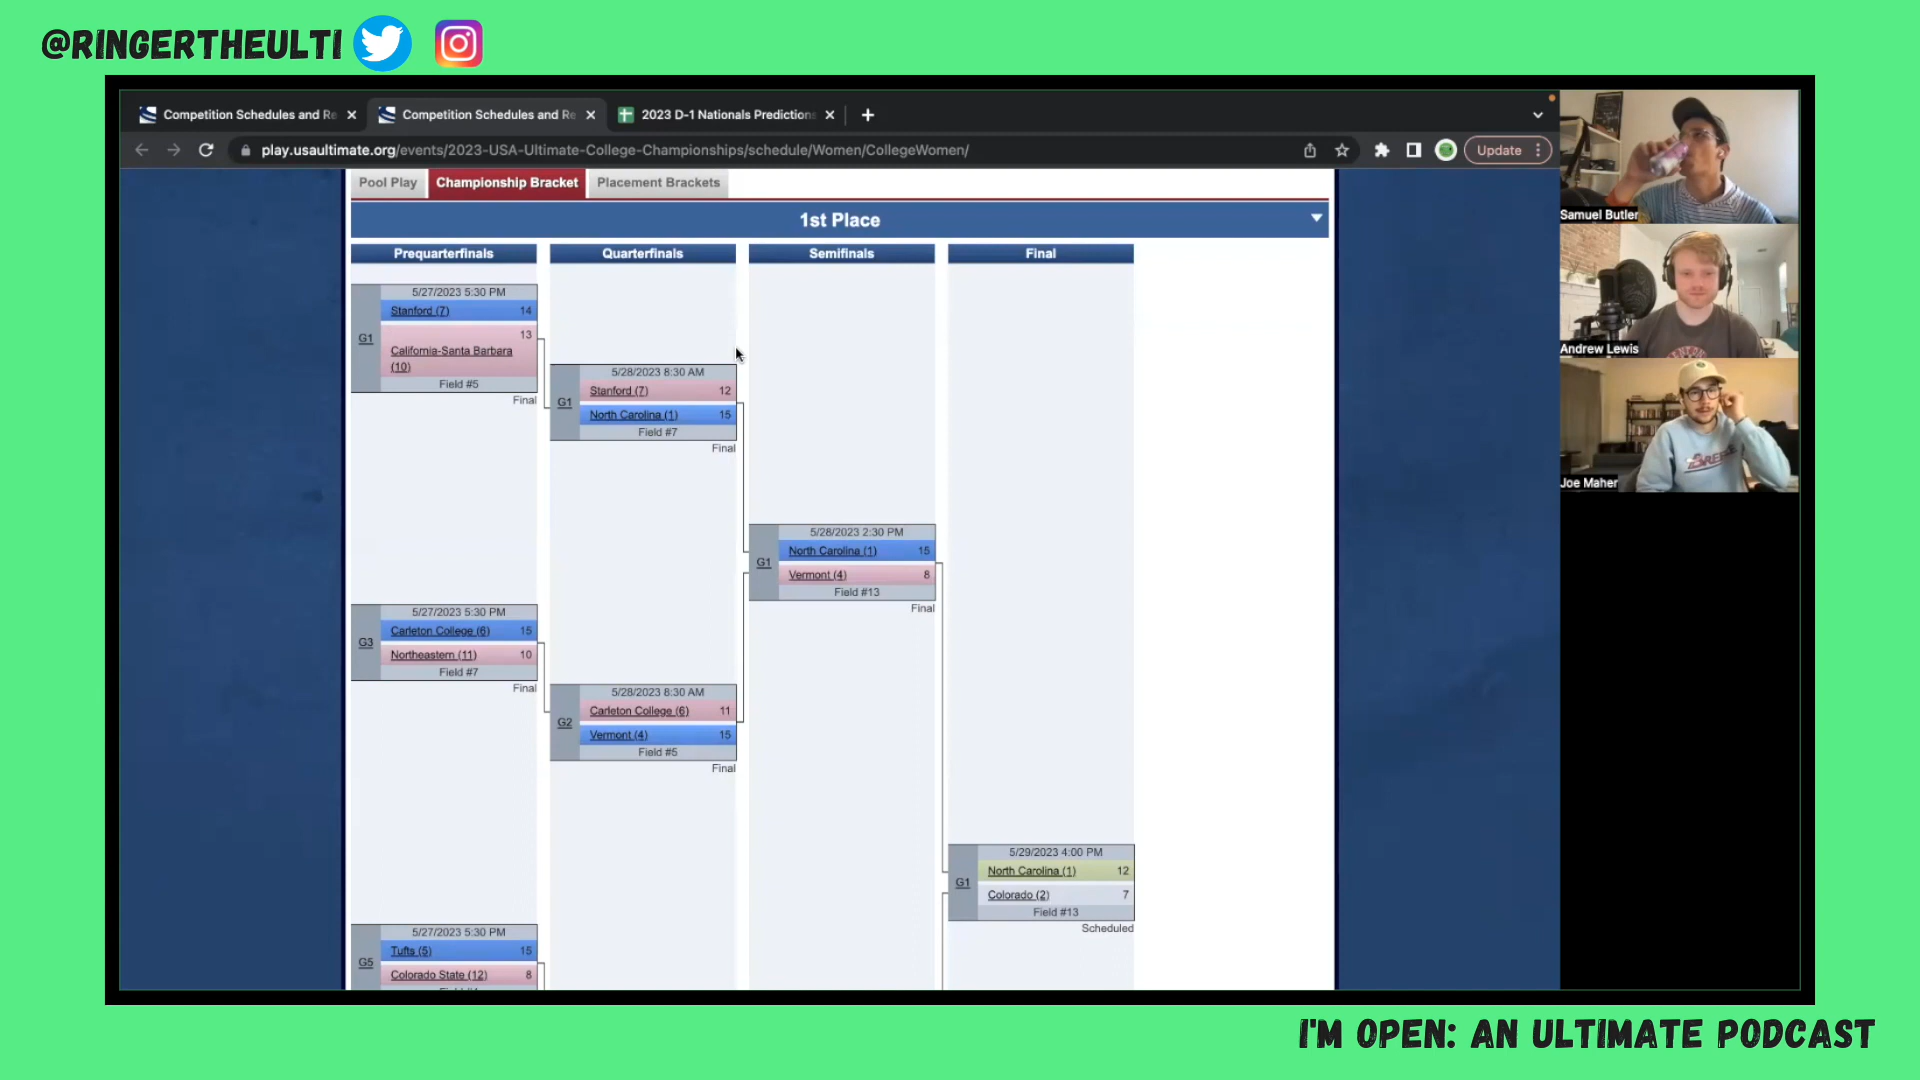 @RINGERTHEULTI
Competition Schedules and Re
Competition Schedules and Re
2023 D-1 Nationals Predictions
play.usaultimate.org/events/2023-USA-Ultimate-College-Championships/schedule/Women/CollegeWomen/
Update
Pool Play
Championship Bracket
Placement Brackets
1st Place
Prequarterfinals
Quarterfinals
Semifinals
Final
5/27/2023 5:30 PM
G1
Stanford (7) 14
California-Santa Barbara (10) 13
Field #5
Final
5/28/2023 8:30 AM
G1
Stanford (7) 12
North Carolina (1) 15
Field #7
Final
5/28/2023 2:30 PM
G1
North Carolina (1) 15
Vermont (4) 8
Field #13
Final
5/27/2023 5:30 PM
G3
Carleton College (6) 15
Northeastern (11) 10
Field #7
Final
5/28/2023 8:30 AM
G2
Carleton College (6) 11
Vermont (4) 15
Field #5
Final
5/29/2023 4:00 PM
G1
North Carolina (1) 12
Colorado (2) 7
Field #13
Scheduled
5/27/2023 5:30 PM
G5
Tufts (5) 15
Colorado State (12) 8
Samuel Butler
Andrew Lewis
Joe Maher
I'M OPEN: AN ULTIMATE PODCAST